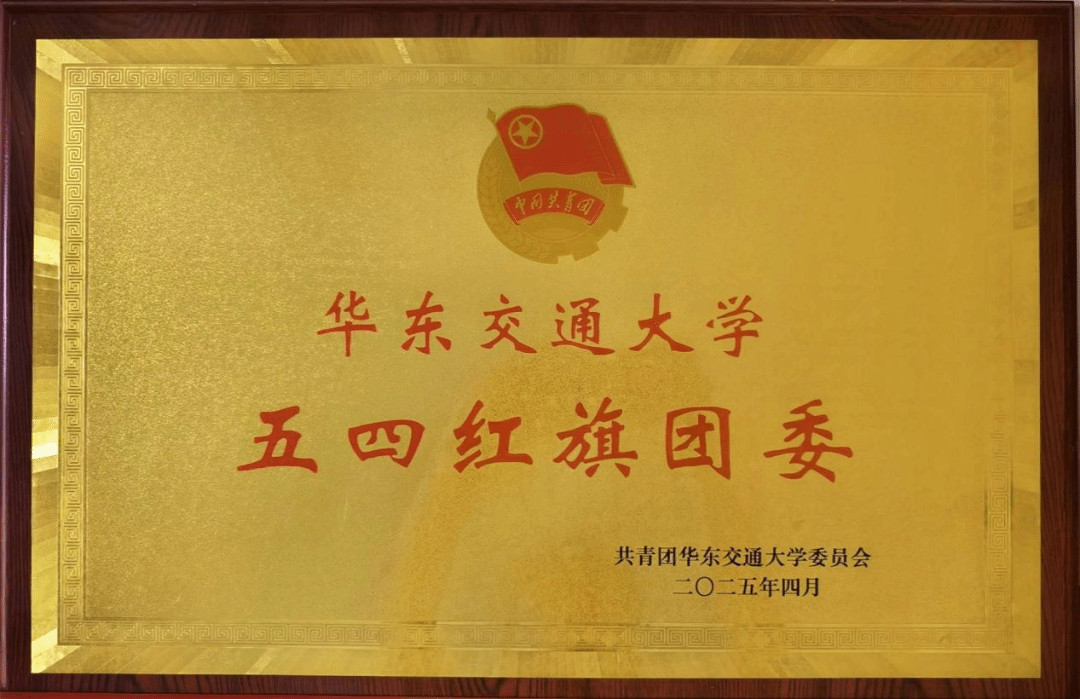 中国共青团
华东交通大学
五四红旗团委
共青团华东交通大学委员会
二〇二五年四月